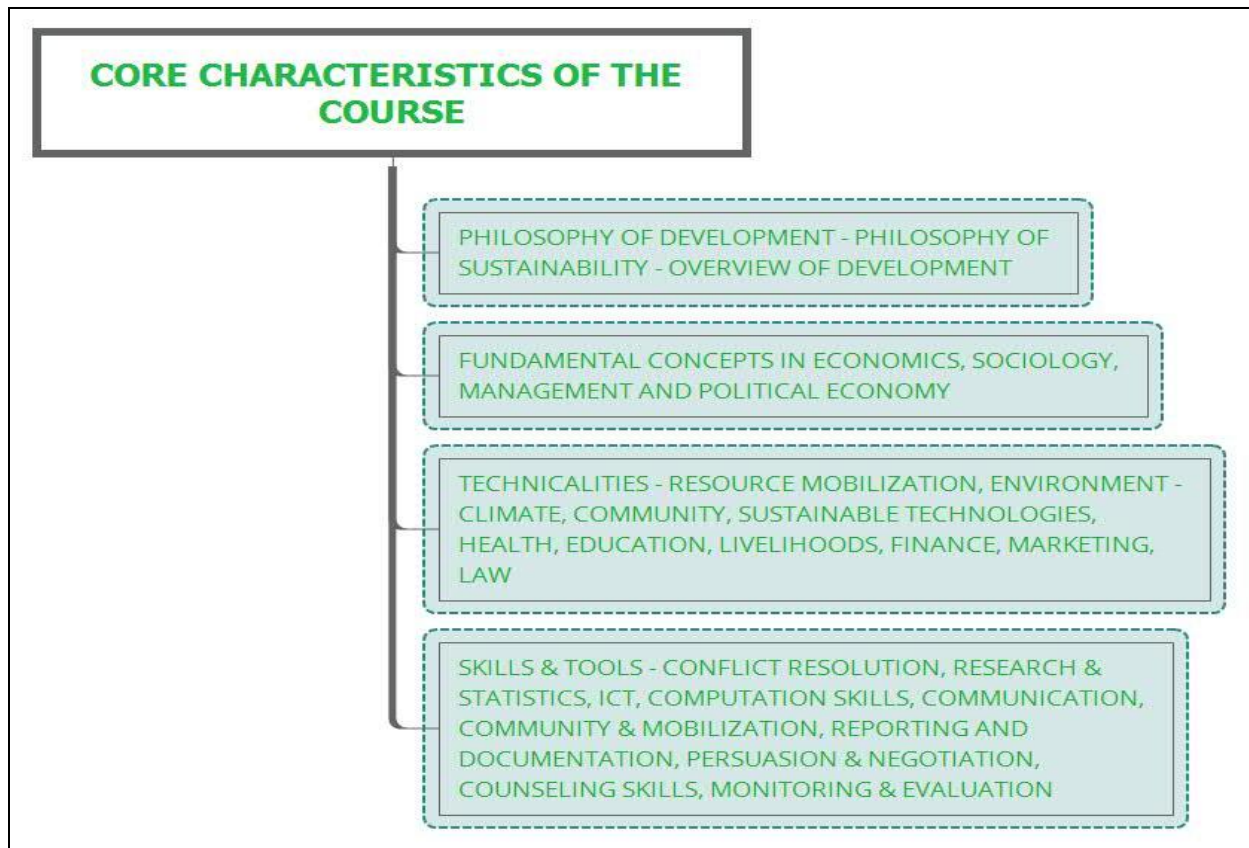 CORE CHARACTERISTICS OF THE
COURSE
PHILOSOPHY OF DEVELOPMENT - PHILOSOPHY OF
SUSTAINABILITY - OVERVIEW OF DEVELOPMENT
FUNDAMENTAL CONCEPTS IN ECONOMICS, SOCIOLOGY,
MANAGEMENT AND POLITICAL ECONOMY
TECHNICALITIES - RESOURCE MOBILIZATION, ENVIRONMENT -
CLIMATE, COMMUNITY, SUSTAINABLE TECHNOLOGIES,
HEALTH, EDUCATION, LIVELIHOODS, FINANCE, MARKETING,
LAW
SKILLS & TOOLS - CONFLICT RESOLUTION, RESEARCH &
STATISTICS, ICT, COMPUTATION SKILLS, COMMUNICATION,
COMMUNITY & MOBILIZATION, REPORTING AND
DOCUMENTATION, PERSUASION & NEGOTIATION,
COUNSELING SKILLS, MONITORING & EVALUATION